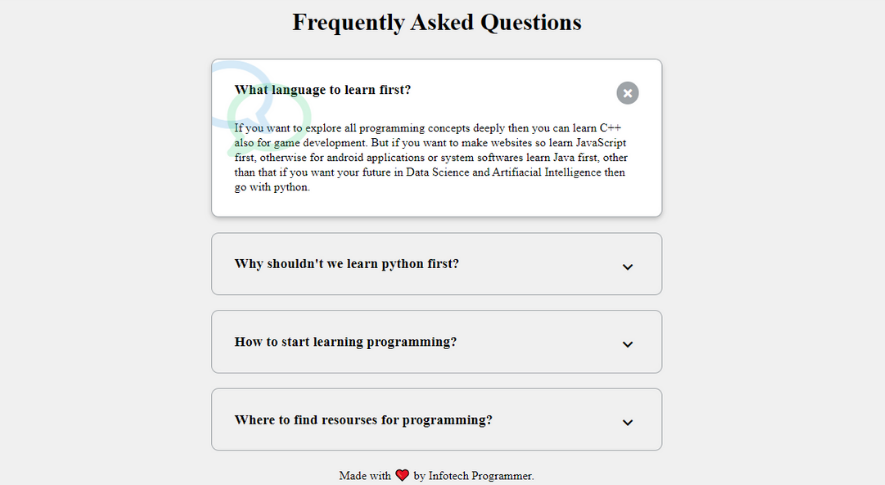 Frequently Asked Questions
What language to learn first?
If you want to explore all programming concepts deeply then you can learn C++
also for game development. But if you want to make websites so learn JavaScript
first, otherwise for android applications or system softwares learn Java first, other
than that if you want your future in Data Science and Artifiacial Intelligence then
go with python.
Why shouldn't we learn python first?
How to start learning programming?
Where to find resourses for programming?
Made with ❤ by Infotech Programmer.